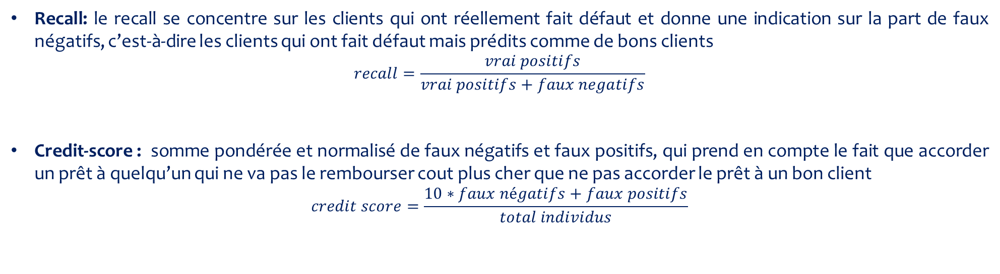 • Recall: le recall se concentre sur les clients qui ont réellement fait défaut et donne une indication sur la part de faux
négatifs, c’est-à-dire les clients qui ont fait défaut mais prédits comme de bons clients
recall = vrai positifs / vrai positifs + faux negatifs
• Credit-score : somme pondérée et normalisé de faux négatifs et faux positifs, qui prend en compte le fait que accorder
un prêt à quelqu’un qui ne va pas le rembourser cout plus cher que ne pas accorder le prêt à un bon client
credit score = 10 ∗ faux négatifs + faux positifs / total individus